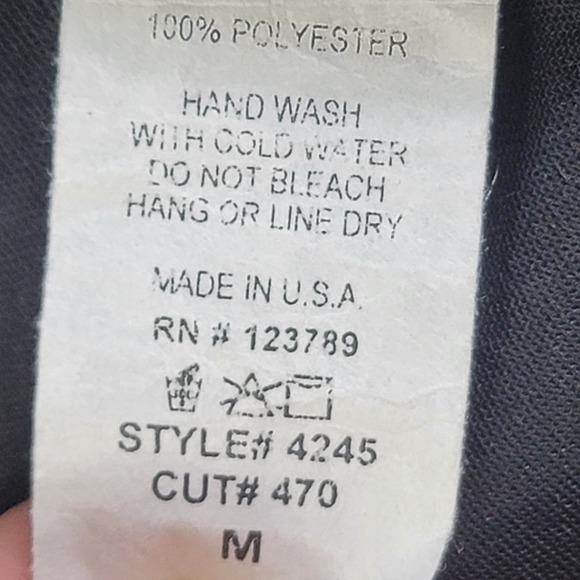 100% POLYESTER
HAND WASH
WITH COLD WATER
DO NOT BLEACH
HANG OR LINE DRY
MADE IN U.S.A.
RN # 123789
STYLE# 4245
CUT# 470
M